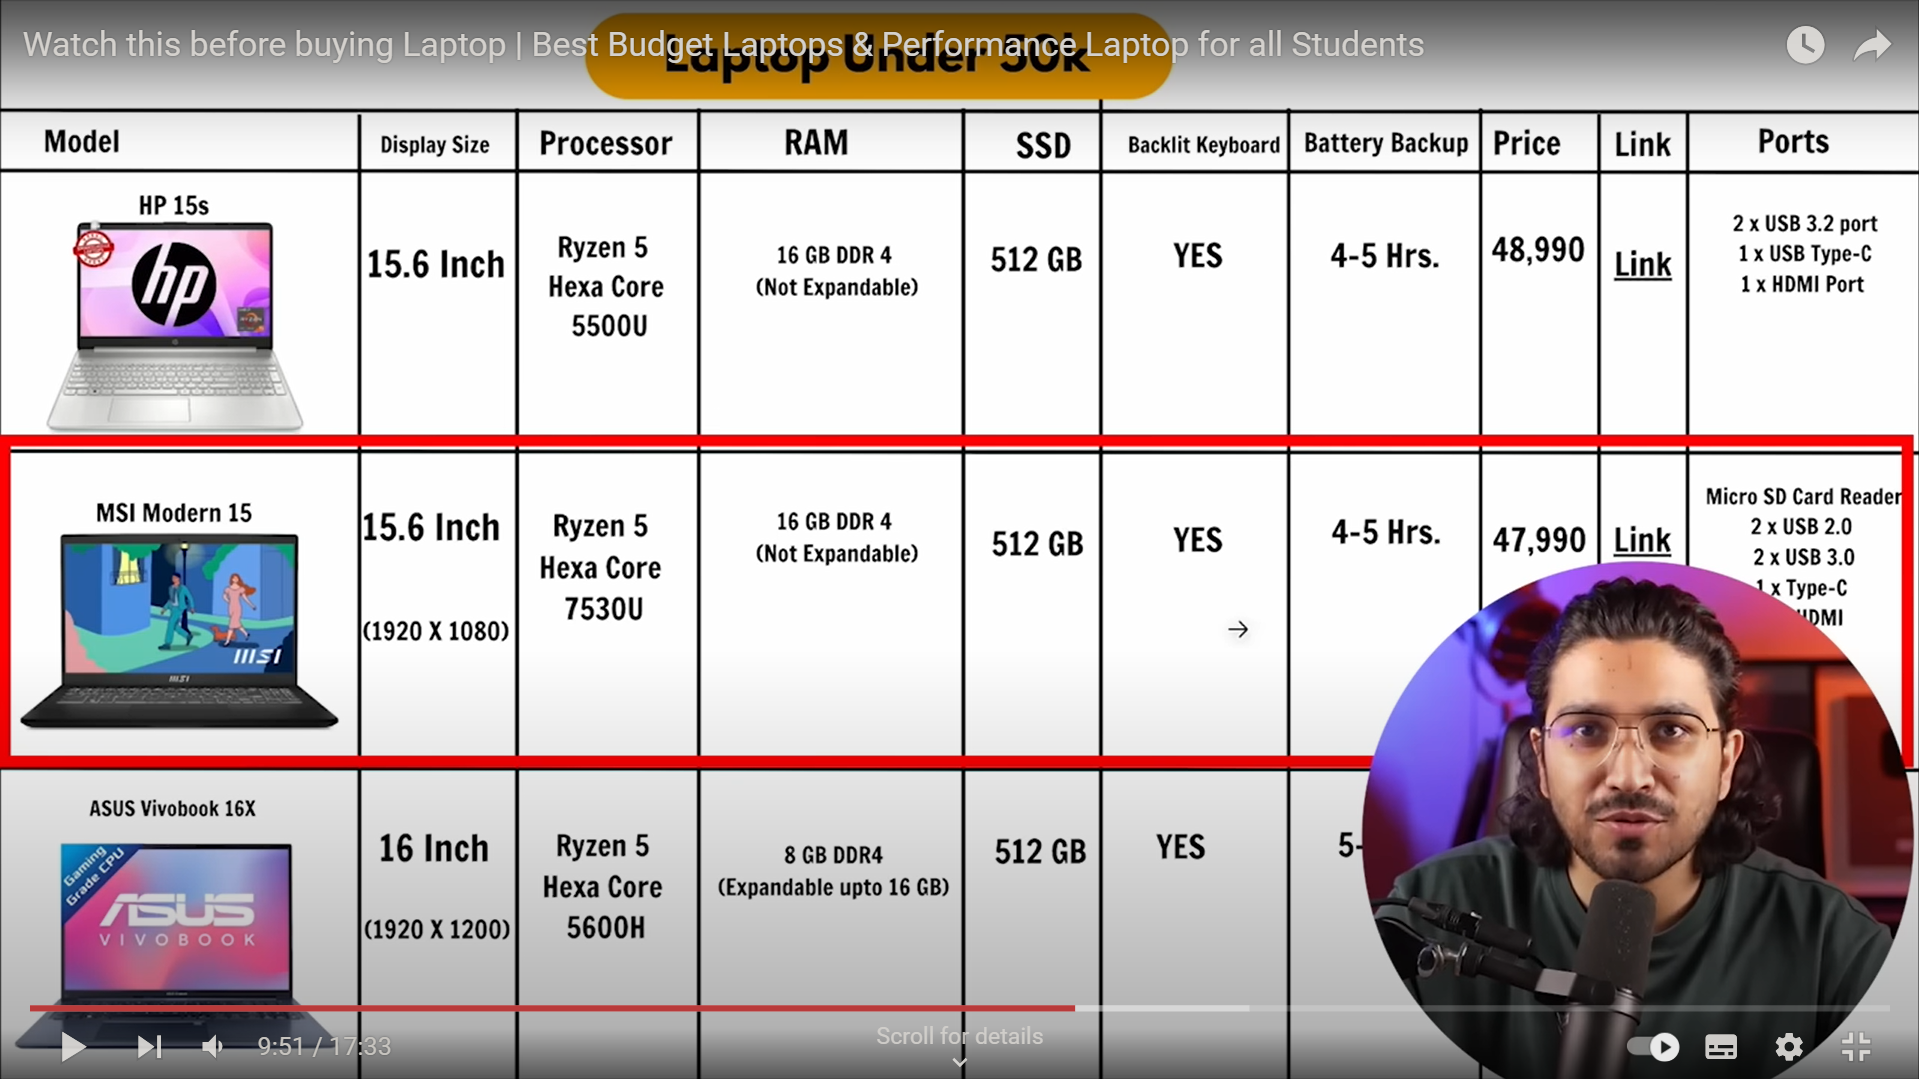 Watch this before buying Laptop | Best Budget Laptops & Performance Laptop for all Students
Laptop Under 50k
Model Display Size Processor RAM SSD Backlit Keyboard Battery Backup Price Link Ports
HP 15s
hp
15.6 Inch
Ryzen 5
Hexa Core
5500U
16 GB DDR 4
(Not Expandable)
512 GB
YES
4-5 Hrs.
48,990
Link
2 x USB 3.2 port
1 x USB Type-C
1 x HDMI Port
MSI Modern 15
msi
msi
15.6 Inch
(1920 X 1080)
Ryzen 5
Hexa Core
7530U
16 GB DDR 4
(Not Expandable)
512 GB
YES
4-5 Hrs.
47,990
Link
Micro SD Card Reader
2 x USB 2.0
2 x USB 3.0
1 x Type-C
HDMI
ASUS Vivobook 16X
Gaming
Grade CPU
ASUS
VIVOBOOK
16 Inch
(1920 X 1200)
Ryzen 5
Hexa Core
5600H
8 GB DDR4
(Expandable upto 16 GB)
512 GB
YES
5-
9:51 / 17:33
Scroll for details